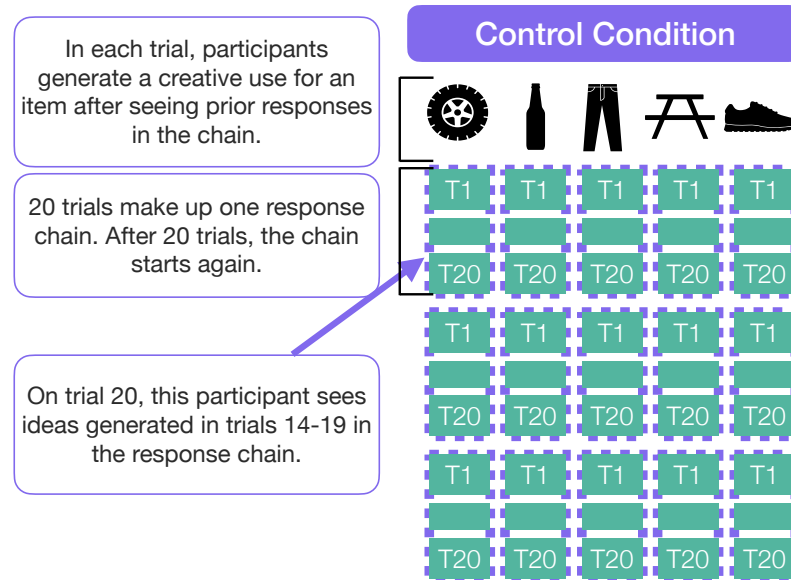 Control Condition
In each trial, participants
generate a creative use for an
item after seeing prior responses
in the chain.
20 trials make up one response
chain. After 20 trials, the chain
starts again.
On trial 20, this participant sees
ideas generated in trials 14-19 in
the response chain.
T1 T1 T1 T1 T1
T20 T20 T20 T20 T20
T1 T1 T1 T1 T1
T20 T20 T20 T20 T20
T1 T1 T1 T1 T1
T20 T20 T20 T20 T20